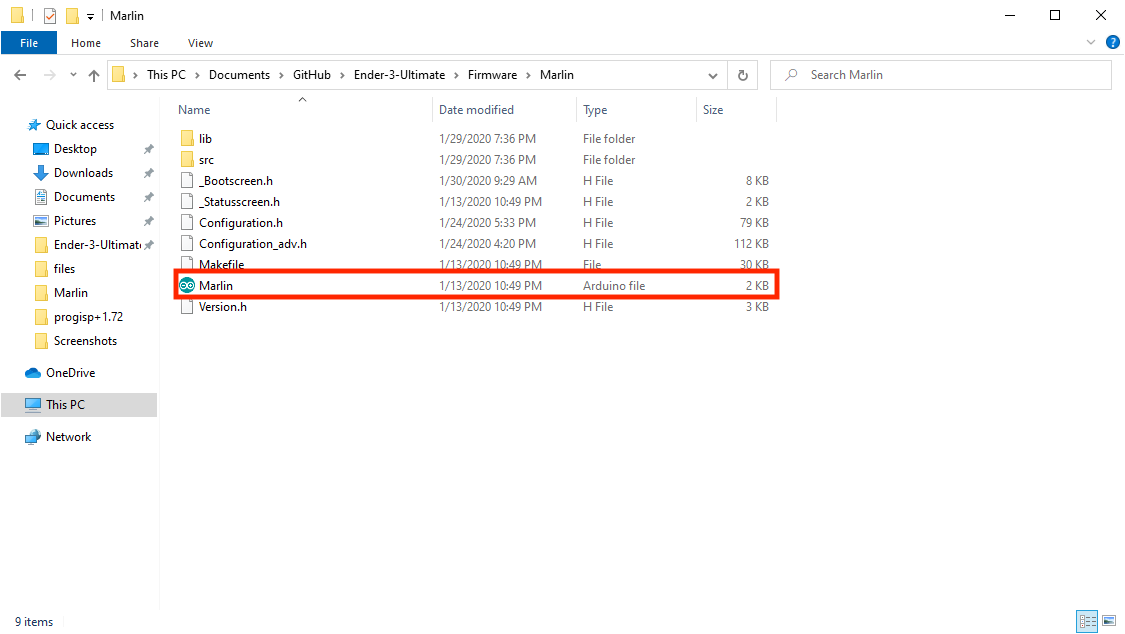 Marlin
File Home Share View
This PC Documents GitHub Ender-3-Ultimate Firmware Marlin
Search Marlin
Name Date modified Type Size
Quick access
Desktop
Downloads
Documents
Pictures
Ender-3-Ultimat
files
Marlin
progisp+1.72
Screenshots
OneDrive
This PC
Network
lib 1/29/2020 7:36 PM File folder
src 1/29/2020 7:36 PM File folder
_Bootscreen.h 1/30/2020 9:29 AM H File 8 KB
_Statusscreen.h 1/13/2020 10:49 PM H File 2 KB
Configuration.h 1/24/2020 5:33 PM H File 79 KB
Configuration_adv.h 1/24/2020 4:20 PM H File 112 KB
Makefile 1/13/2020 10:49 PM File 30 KB
Marlin 1/13/2020 10:49 PM Arduino file 2 KB
Version.h 1/13/2020 10:49 PM H File 3 KB
9 items